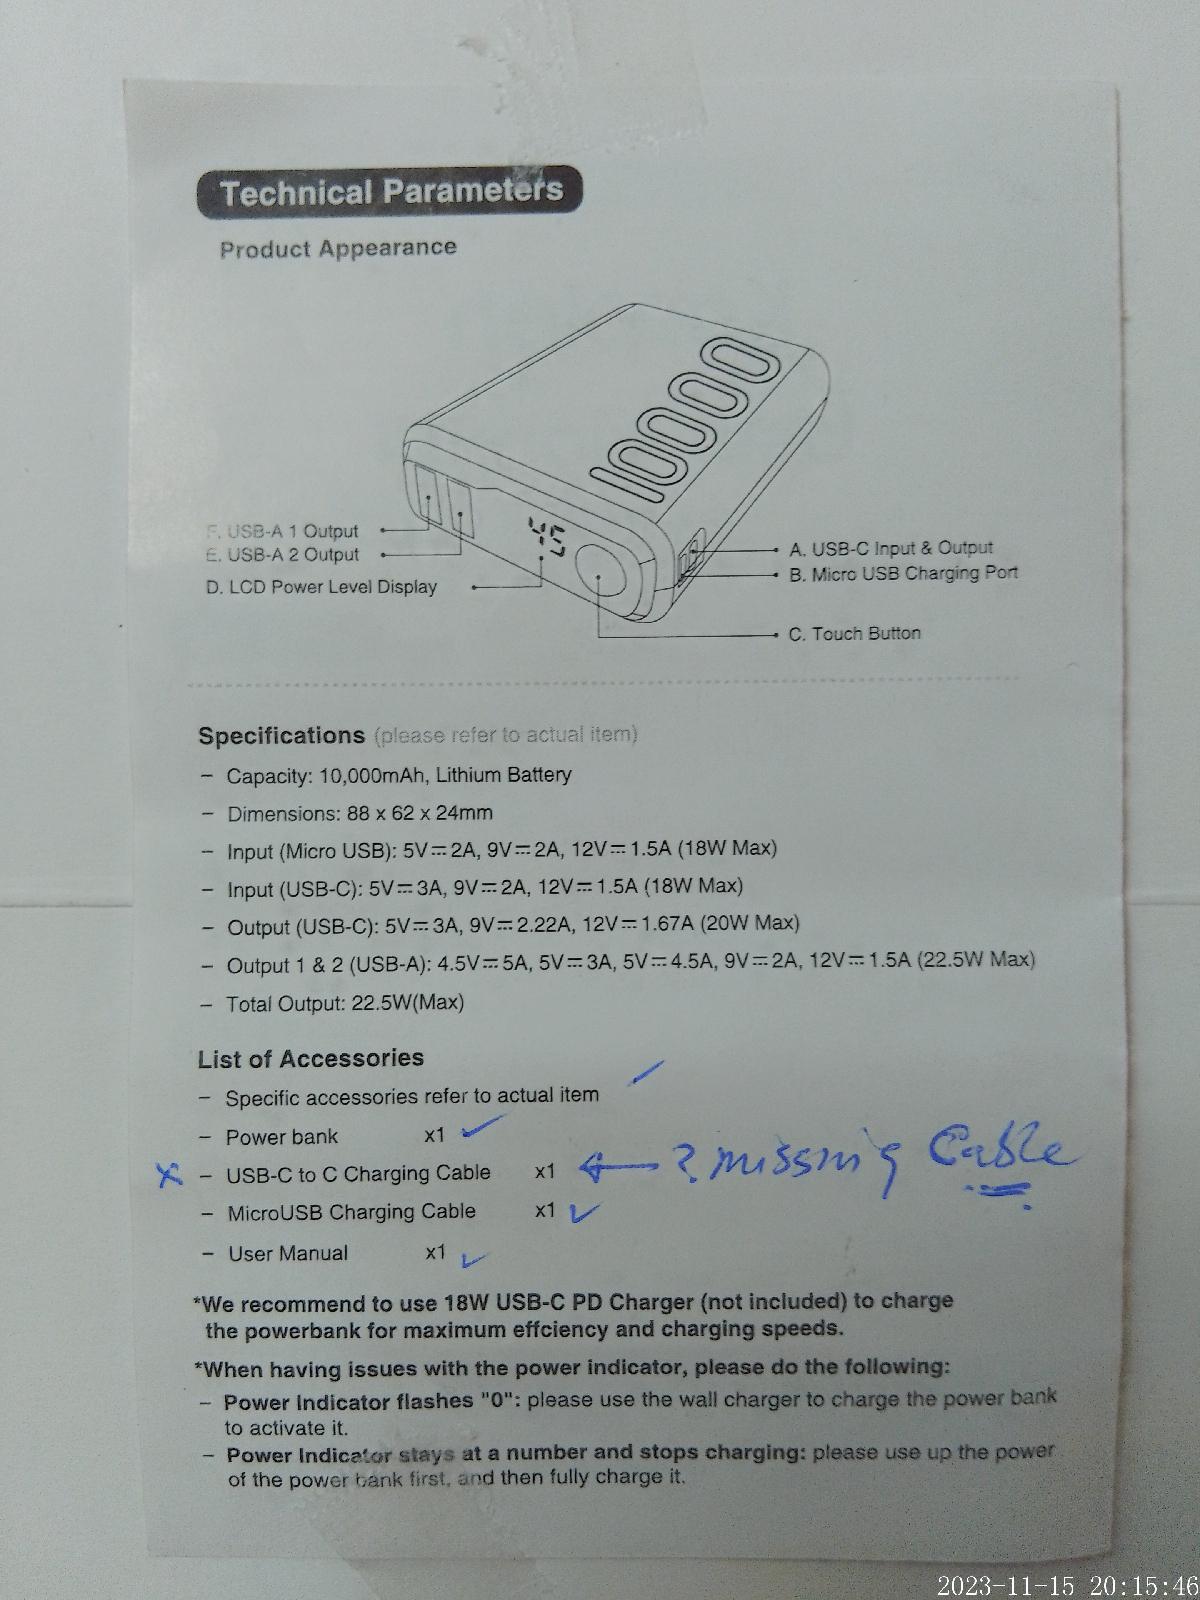 Technical Parameters
Product Appearance
10000
45
F. USB-A 1 Output
E. USB-A 2 Output
D. LCD Power Level Display
A. USB-C Input & Output
B. Micro USB Charging Port
C. Touch Button
Specifications (please refer to actual item)
– Capacity: 10,000mAh, Lithium Battery
– Dimensions: 88 x 62 x 24mm
– Input (Micro USB): 5V⎓2A, 9V⎓2A, 12V⎓1.5A (18W Max)
– Input (USB-C): 5V⎓3A, 9V⎓2A, 12V⎓1.5A (18W Max)
– Output (USB-C): 5V⎓3A, 9V⎓2.22A, 12V⎓1.67A (20W Max)
– Output 1 & 2 (USB-A): 4.5V⎓5A, 5V⎓3A, 5V⎓4.5A, 9V⎓2A, 12V⎓1.5A (22.5W Max)
– Total Output: 22.5W(Max)
List of Accessories
– Specific accessories refer to actual item ✓
– Power bank x1 ✓
x – USB-C to C Charging Cable x1 ← ? missing Cable
– MicroUSB Charging Cable x1 ✓
– User Manual x1 ✓
*We recommend to use 18W USB-C PD Charger (not included) to charge
the powerbank for maximum effciency and charging speeds.
*When having issues with the power indicator, please do the following:
– Power Indicator flashes "0": please use the wall charger to charge the power bank
to activate it.
– Power Indicator stays at a number and stops charging: please use up the power
of the power bank first, and then fully charge it.
2023-11-15 20:15:46